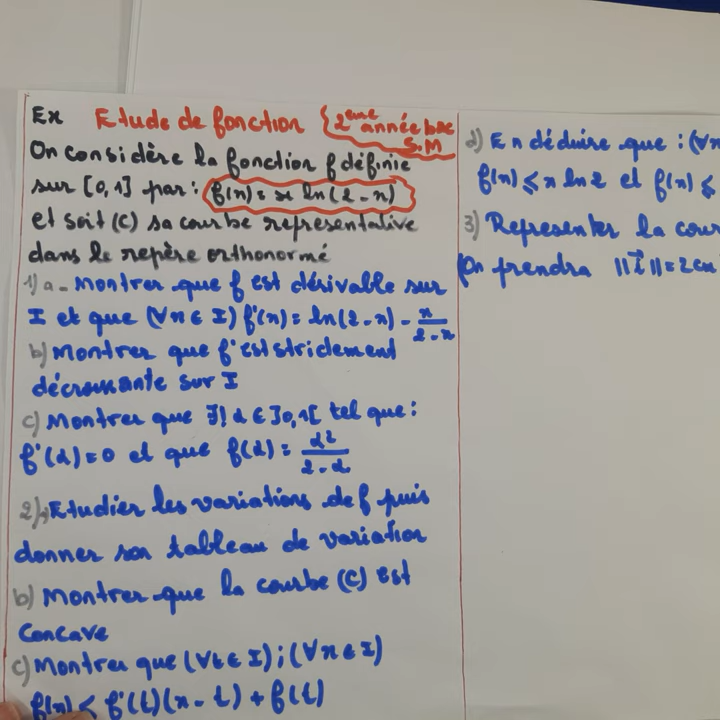 Ex Etude de fonction { 2ème année bac
S.M
On considère la fonction f définie
sur [0,1] par : f(x) = x ln(2-x)
et soit (C) sa courbe representative
dans le repère orthonormé
1) a - Montrer que f est dérivable sur
I et que (∀x ∈ I) f'(x) = ln(2-x) - x/(2-x)
b) Montrer que f' est strictement
décroissante sur I
c) Montrer que ∃! α ∈ ]0,1[ tel que :
f'(α) = 0 et que f(α) = α²/(2-α)
2) Etudier les variations de f puis
donner son tableau de variation
b) Montrer que la courbe (C) est
concave
c) Montrer que (∀t ∈ I) ; (∀x ∈ I)
f(x) ≤ f'(t)(x-t) + f(t)
d) En déduire que : (∀x
f(x) ≤ x ln 2 et f(x) ≤
3) Representer la cour
(On prendra ||i|| = 2cm